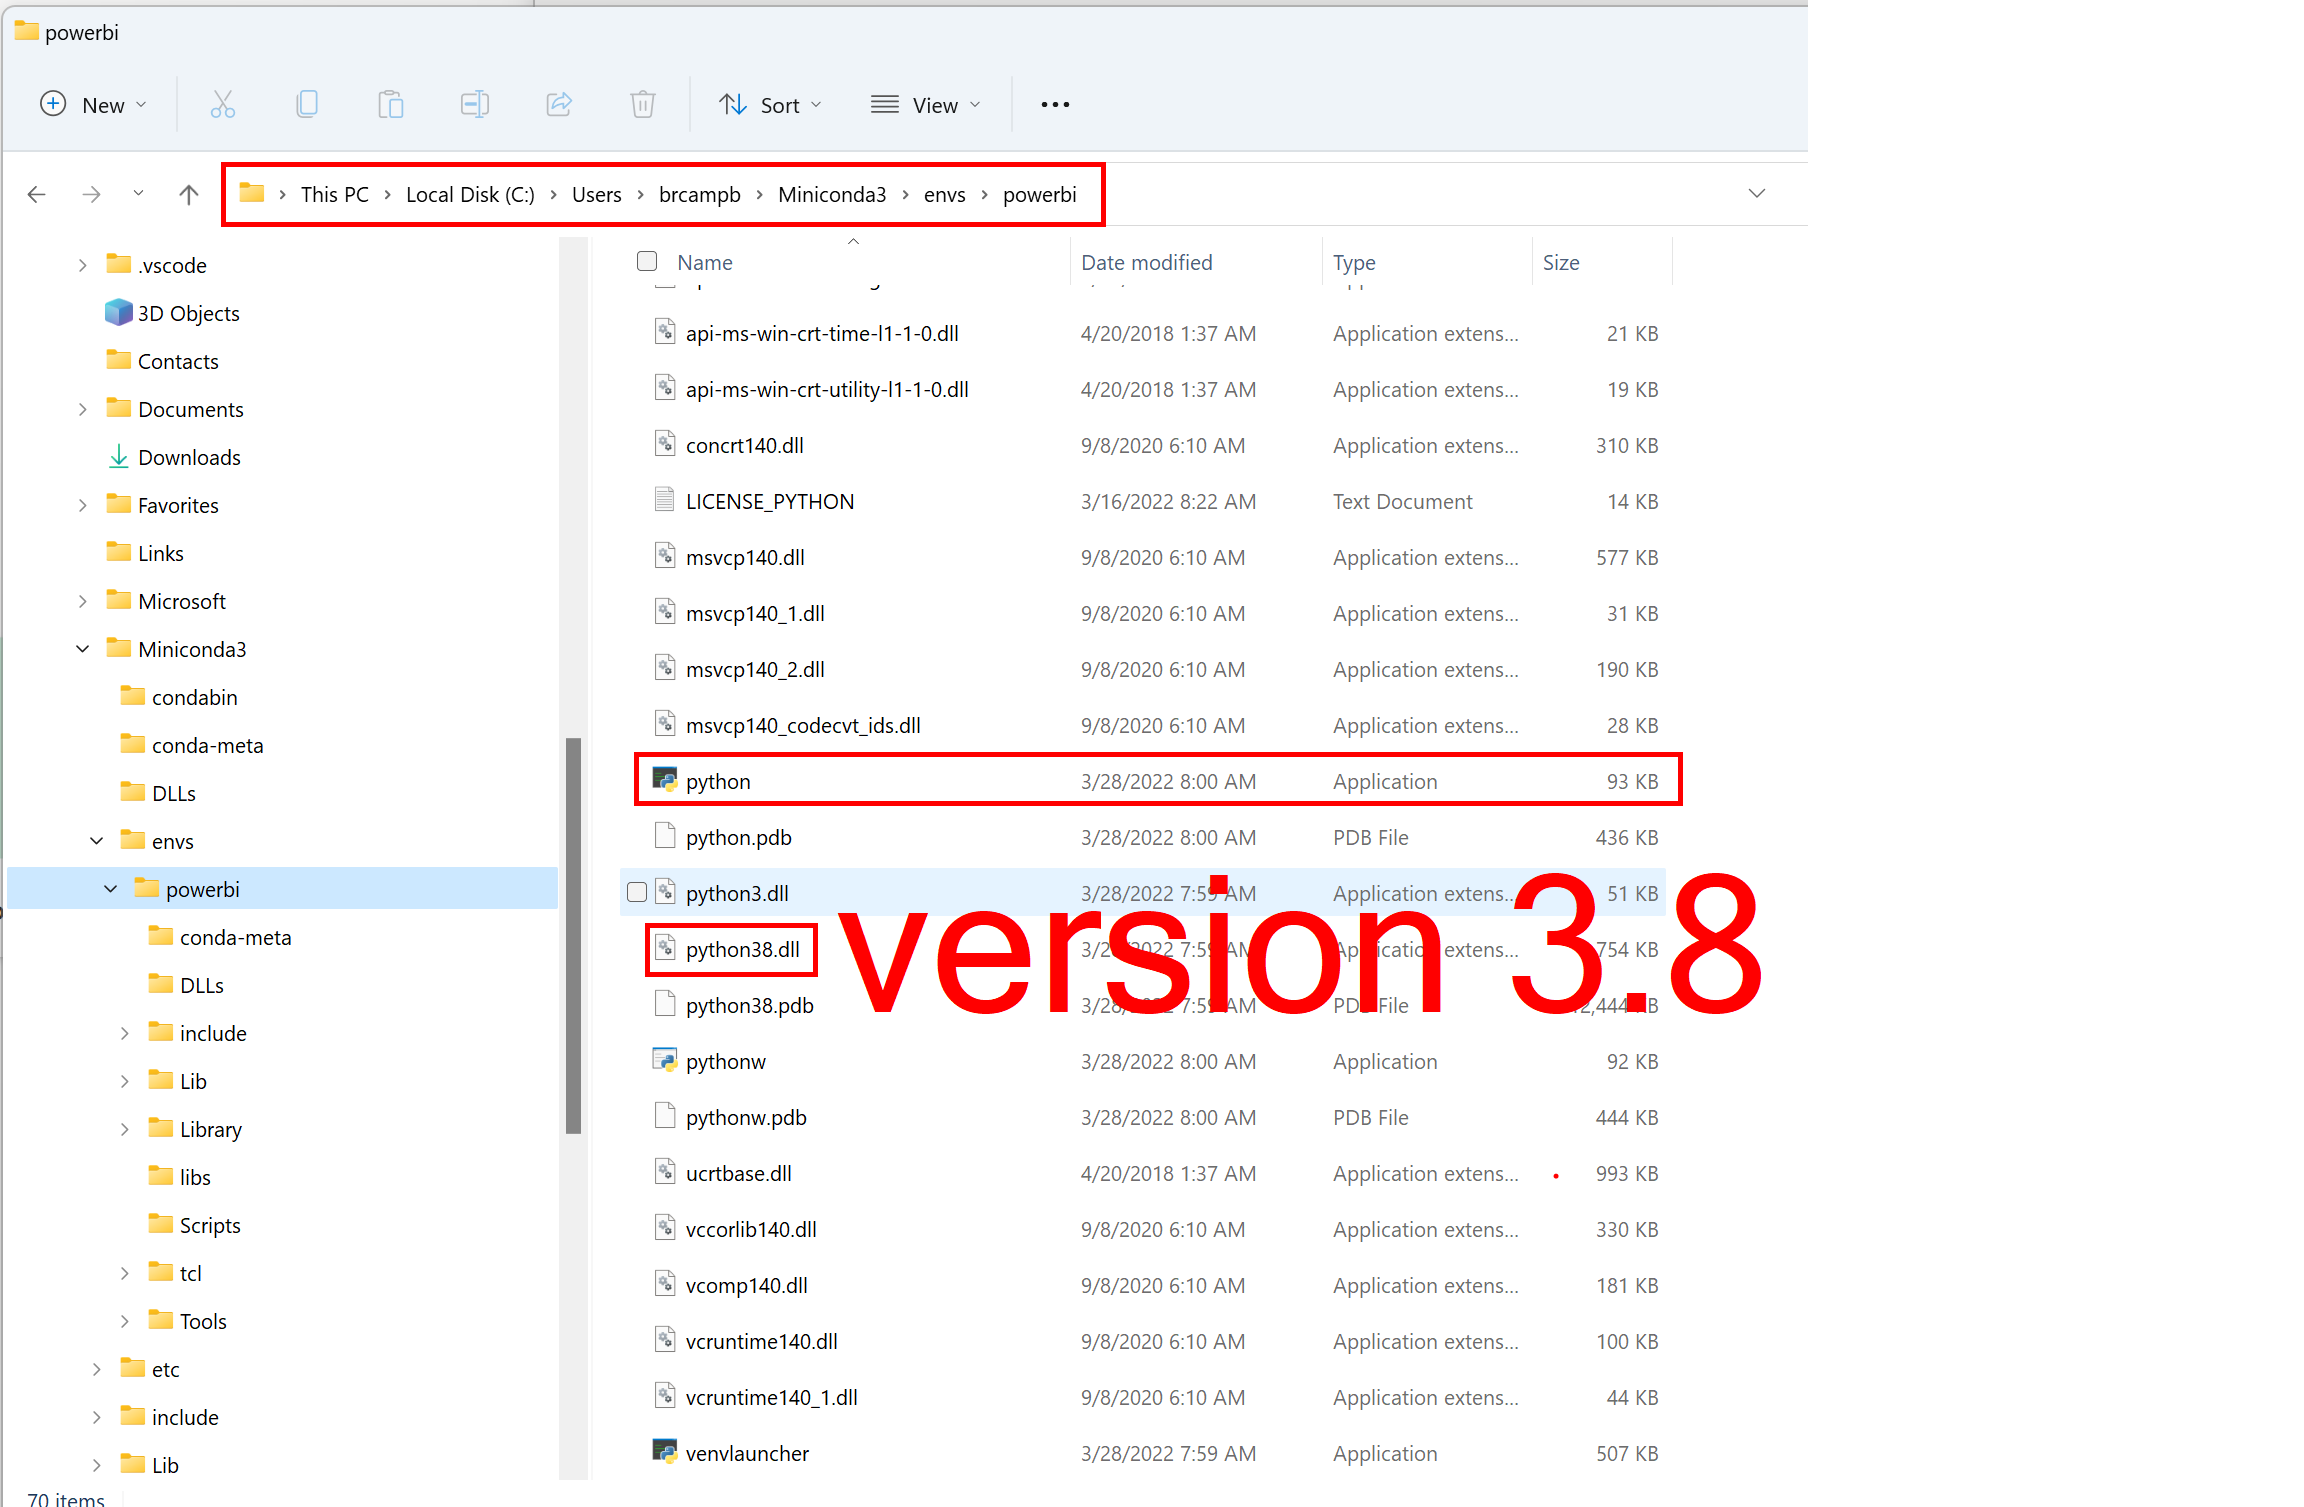 powerbi
New
Sort
View
This PC > Local Disk (C:) > Users > brcampb > Miniconda3 > envs > powerbi
.vscode
3D Objects
Contacts
Documents
Downloads
Favorites
Links
Microsoft
Miniconda3
condabin
conda-meta
DLLs
envs
powerbi
conda-meta
DLLs
include
Lib
Library
libs
Scripts
tcl
Tools
etc
include
Lib
70 items
Name Date modified Type Size
api-ms-win-crt-time-l1-1-0.dll 4/20/2018 1:37 AM Application extens... 21 KB
api-ms-win-crt-utility-l1-1-0.dll 4/20/2018 1:37 AM Application extens... 19 KB
concrt140.dll 9/8/2020 6:10 AM Application extens... 310 KB
LICENSE_PYTHON 3/16/2022 8:22 AM Text Document 14 KB
msvcp140.dll 9/8/2020 6:10 AM Application extens... 577 KB
msvcp140_1.dll 9/8/2020 6:10 AM Application extens... 31 KB
msvcp140_2.dll 9/8/2020 6:10 AM Application extens... 190 KB
msvcp140_codecvt_ids.dll 9/8/2020 6:10 AM Application extens... 28 KB
python 3/28/2022 8:00 AM Application 93 KB
python.pdb 3/28/2022 8:00 AM PDB File 436 KB
python3.dll 3/28/2022 7:59 AM Application extens... 51 KB
python38.dll 7:59 AM Application extens... 754 KB
version 3.8
python38.pdb 3/28/2022 7:59 AM PDB File KB
pythonw 3/28/2022 8:00 AM Application 92 KB
pythonw.pdb 3/28/2022 8:00 AM PDB File 444 KB
ucrtbase.dll 4/20/2018 1:37 AM Application extens... 993 KB
vccorlib140.dll 9/8/2020 6:10 AM Application extens... 330 KB
vcomp140.dll 9/8/2020 6:10 AM Application extens... 181 KB
vcruntime140.dll 9/8/2020 6:10 AM Application extens... 100 KB
vcruntime140_1.dll 9/8/2020 6:10 AM Application extens... 44 KB
venvlauncher 3/28/2022 7:59 AM Application 507 KB